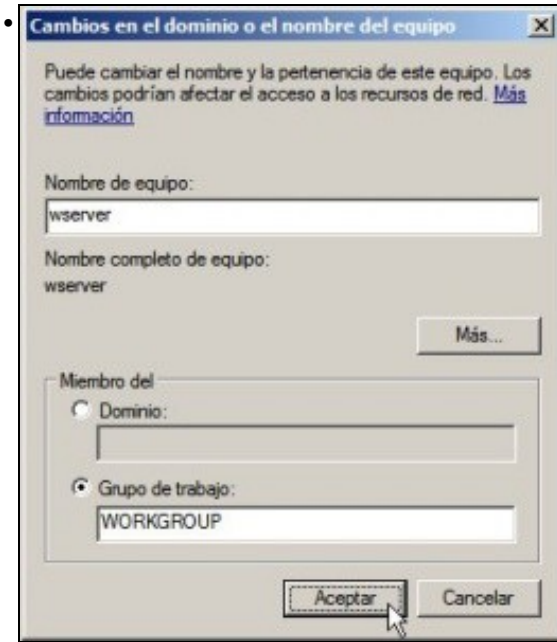 Cambios en el dominio o el nombre del equipo
Puede cambiar el nombre y la pertenencia de este equipo. Los
cambios podrían afectar el acceso a los recursos de red. Más
información
Nombre de equipo:
wserver
Nombre completo de equipo:
wserver
Más...
Miembro del
Dominio:
Grupo de trabajo:
WORKGROUP
Aceptar Cancelar